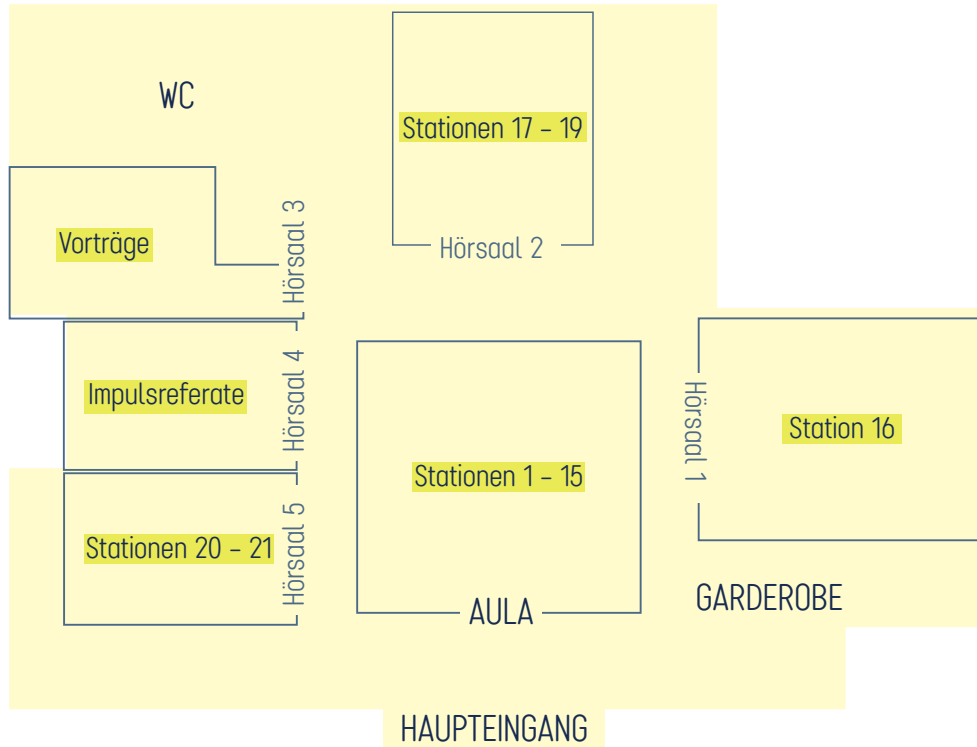 WC
Stationen 17 – 19
Hörsaal 2
Vorträge
Hörsaal 3
Impulsreferate
Hörsaal 4
Stationen 20 – 21
Hörsaal 5
Stationen 1 – 15
AULA
Hörsaal 1
Station 16
GARDEROBE
HAUPTEINGANG